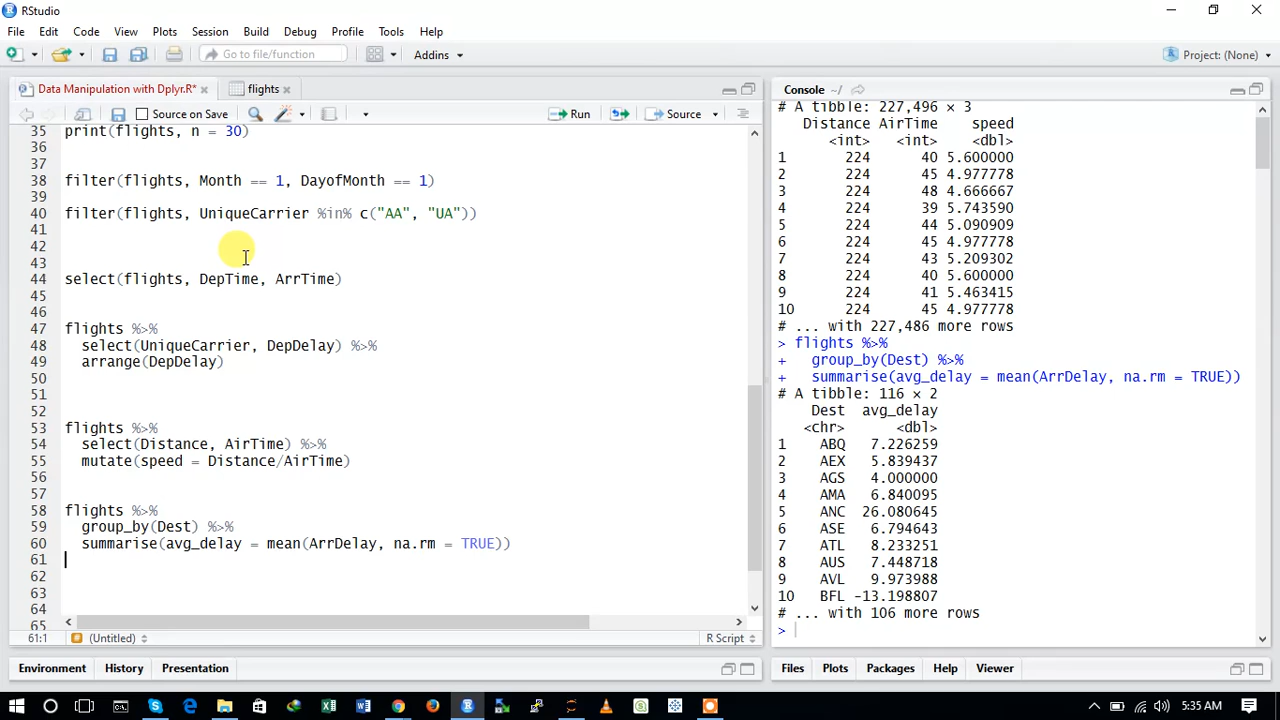 RStudio
File Edit Code View Plots Session Build Debug Profile Tools Help
Go to file/function
Addins
Project: (None)
Data Manipulation with Dplyr.R*
flights
Source on Save
Run
Source
35 print(flights, n = 30)
36
37
38 filter(flights, Month == 1, DayofMonth == 1)
39
40 filter(flights, UniqueCarrier %in% c("AA", "UA"))
41
42
43
44 select(flights, DepTime, ArrTime)
45
46
47 flights %>%
48 select(UniqueCarrier, DepDelay) %>%
49 arrange(DepDelay)
50
51
52
53 flights %>%
54 select(Distance, AirTime) %>%
55 mutate(speed = Distance/AirTime)
56
57
58 flights %>%
59 group_by(Dest) %>%
60 summarise(avg_delay = mean(ArrDelay, na.rm = TRUE))
61
62
63
64
65
61:1
(Untitled)
R Script
Console ~/
# A tibble: 227,496 × 3
Distance AirTime speed
<int> <int> <dbl>
1 224 40 5.600000
2 224 45 4.977778
3 224 48 4.666667
4 224 39 5.743590
5 224 44 5.090909
6 224 45 4.977778
7 224 43 5.209302
8 224 40 5.600000
9 224 41 5.463415
10 224 45 4.977778
# ... with 227,486 more rows
> flights %>%
+ group_by(Dest) %>%
+ summarise(avg_delay = mean(ArrDelay, na.rm = TRUE))
# A tibble: 116 × 2
Dest avg_delay
<chr> <dbl>
1 ABQ 7.226259
2 AEX 5.839437
3 AGS 4.000000
4 AMA 6.840095
5 ANC 26.080645
6 ASE 6.794643
7 ATL 8.233251
8 AUS 7.448718
9 AVL 9.973988
10 BFL -13.198807
# ... with 106 more rows
>
Environment History Presentation
Files Plots Packages Help Viewer
5:35 AM